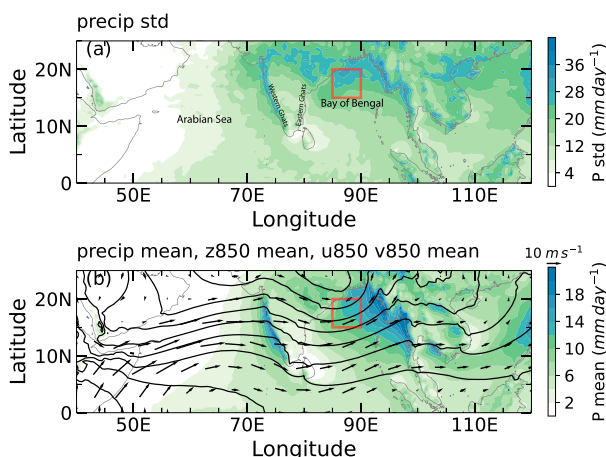 precip std
(a)
20N
10N
0
Latitude
Western Ghats
Eastern Ghats
Arabian Sea
Bay of Bengal
50E 70E 90E 110E
Longitude
36
28
20
12
4
P std (mm day⁻¹)
precip mean, z850 mean, u850 v850 mean
10 m s⁻¹
(b)
20N
10N
0
Latitude
50E 70E 90E 110E
Longitude
22
18
14
10
6
2
P mean (mm day⁻¹)